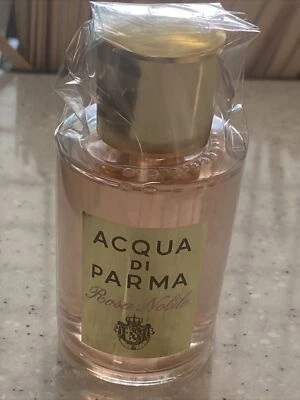 ACQUA
DI
PARMA
Rosa Nobile